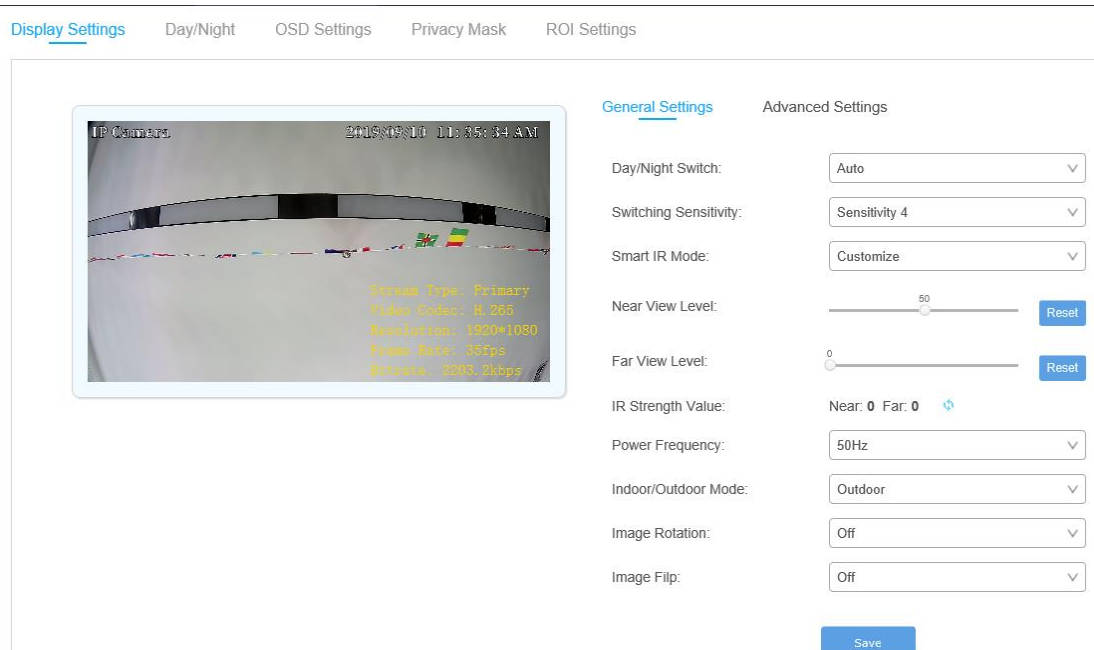 Display Settings Day/Night OSD Settings Privacy Mask ROI Settings
General Settings Advanced Settings
IP Camera 2019/09/10 11:35:34 AM
Stream Type: Primary
Video Codec: H.265
Resolution: 1920*1080
Frame Rate: 35fps
Bitrate: 2203.2kbps
Day/Night Switch: Auto
Switching Sensitivity: Sensitivity 4
Smart IR Mode: Customize
Near View Level: 50 Reset
Far View Level: 0 Reset
IR Strength Value: Near: 0 Far: 0
Power Frequency: 50Hz
Indoor/Outdoor Mode: Outdoor
Image Rotation: Off
Image Filp: Off
Save